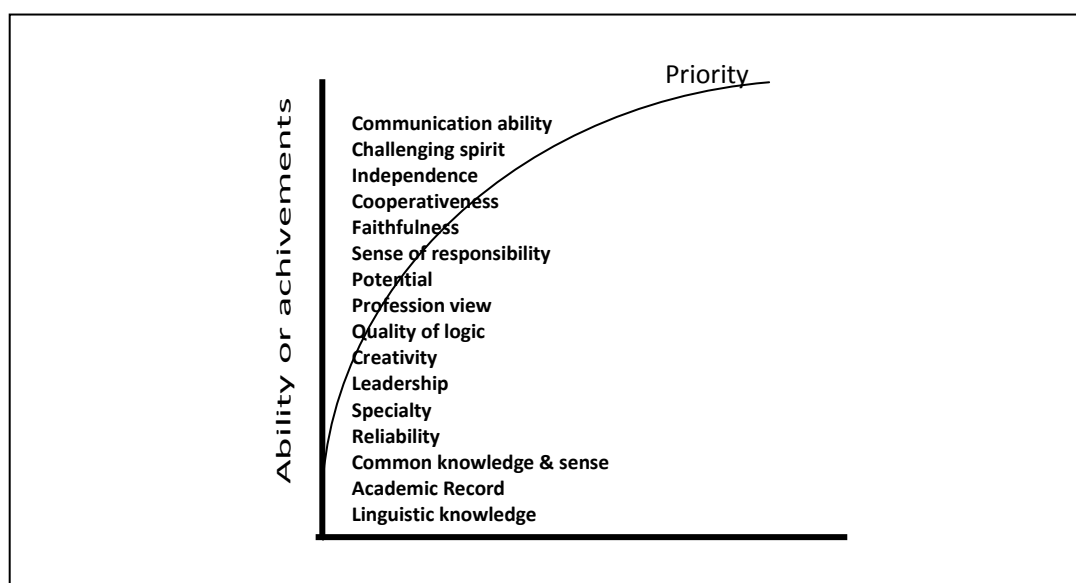 Priority
Ability or achivements
Communication ability
Challenging spirit
Independence
Cooperativeness
Faithfulness
Sense of responsibility
Potential
Profession view
Quality of logic
Creativity
Leadership
Specialty
Reliability
Common knowledge & sense
Academic Record
Linguistic knowledge